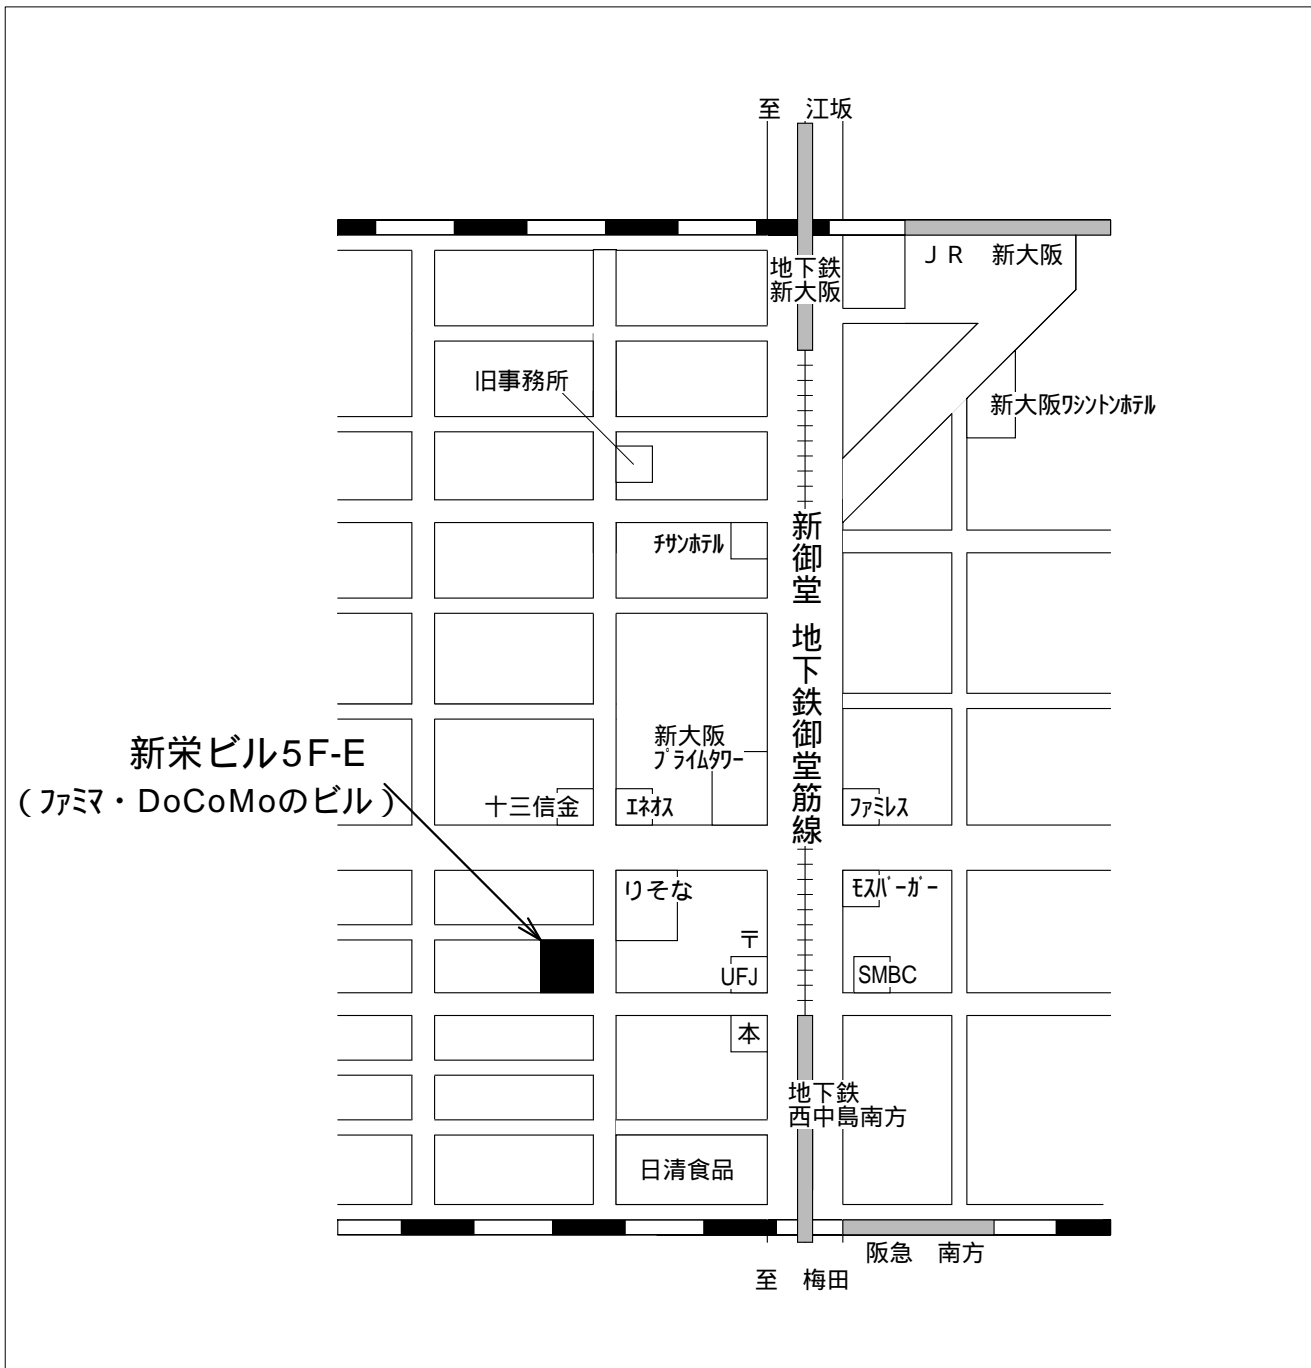 至 江坂
JR 新大阪
地下鉄
新大阪
旧事務所
新大阪ﾜｼﾝﾄﾝﾎﾃﾙ
ﾁｻﾝﾎﾃﾙ
新御堂 地下鉄御堂筋線
新大阪
ﾌﾟﾗｲﾑﾀﾜｰ
新栄ビル5F-E
(ﾌｧﾐﾏ・DoCoMoのビル)
十三信金
ｴﾈｵｽ
ﾌｧﾐﾚｽ
りそな
ﾓｽﾊﾞｰｶﾞｰ
〒
UFJ
SMBC
本
地下鉄
西中島南方
日清食品
阪急 南方
至 梅田